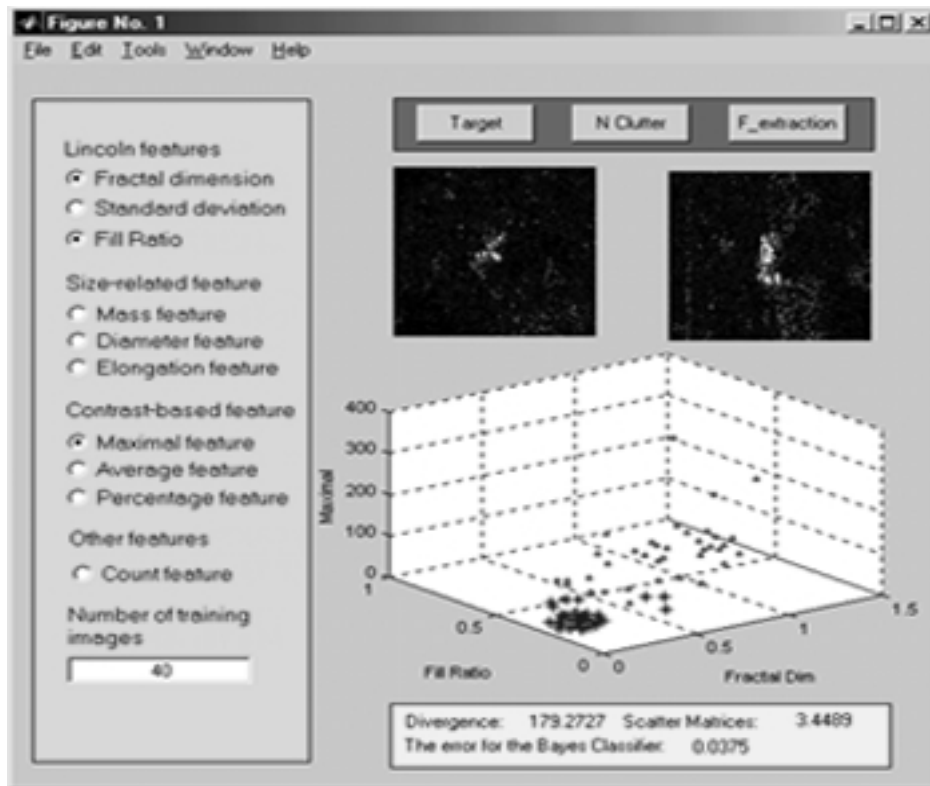 Figure No. 1
File Edit Tools Window Help
Lincoln features
Fractal dimension
Standard deviation
Fill Ratio
Size-related feature
Mass feature
Diameter feature
Elongation feature
Contrast-based feature
Maximal feature
Average feature
Percentage feature
Other features
Count feature
Number of training
images
40
Target N Clutter F_extraction
400
300
200
100
0
Maximal
1
0.5
0
Fill Ratio
0
0.5
1
1.5
Fractal Dim
Divergence: 179.2727 Scatter Matrices: 3.4489
The error for the Bayes Classifier: 0.0375